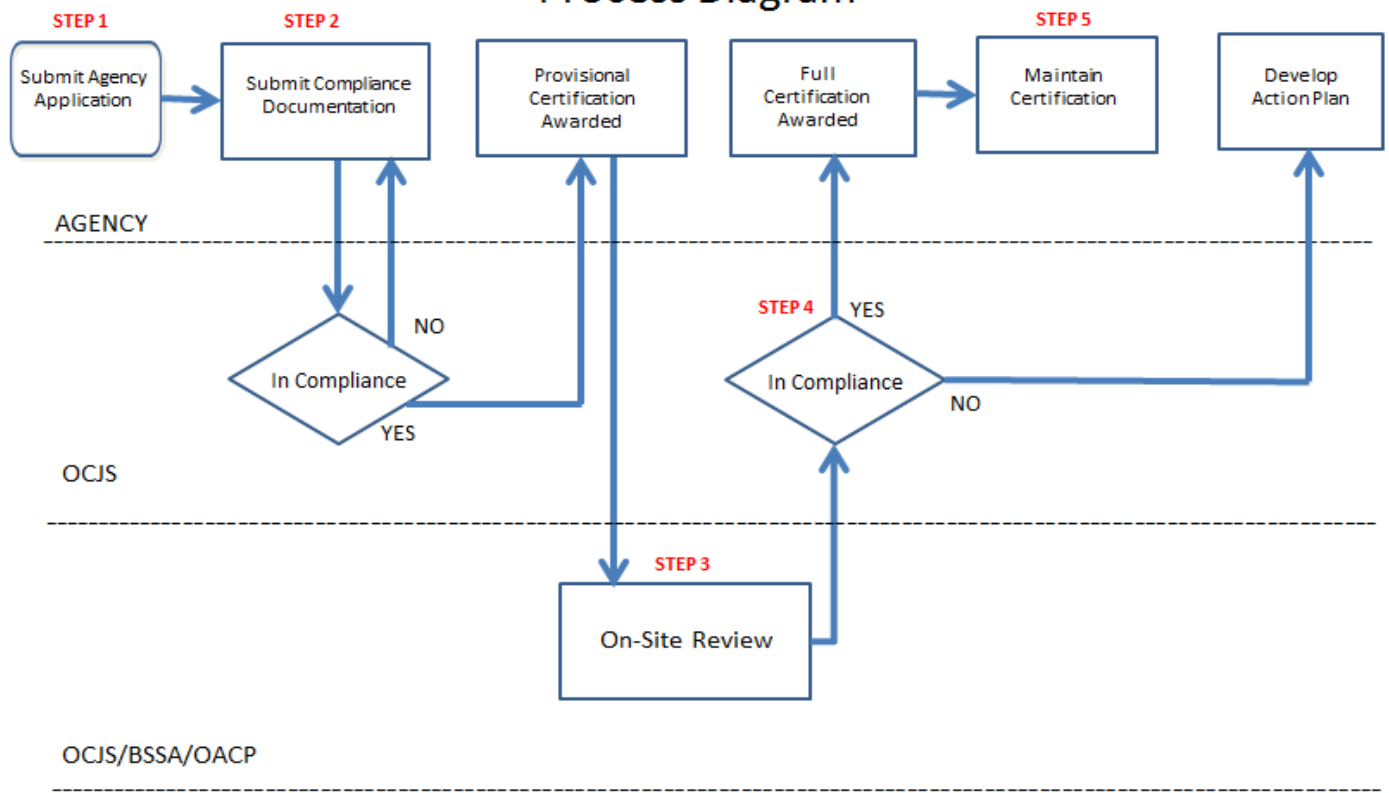 Process Diagram
STEP 1
STEP 2
STEP 5
Submit Agency
Application
Submit Compliance
Documentation
Provisional
Certification
Awarded
Full
Certification
Awarded
Maintain
Certification
Develop
Action Plan
AGENCY
NO
In Compliance
YES
STEP 4
YES
In Compliance
NO
OCJS
STEP 3
On-Site Review
OCJS/BSSA/OACP